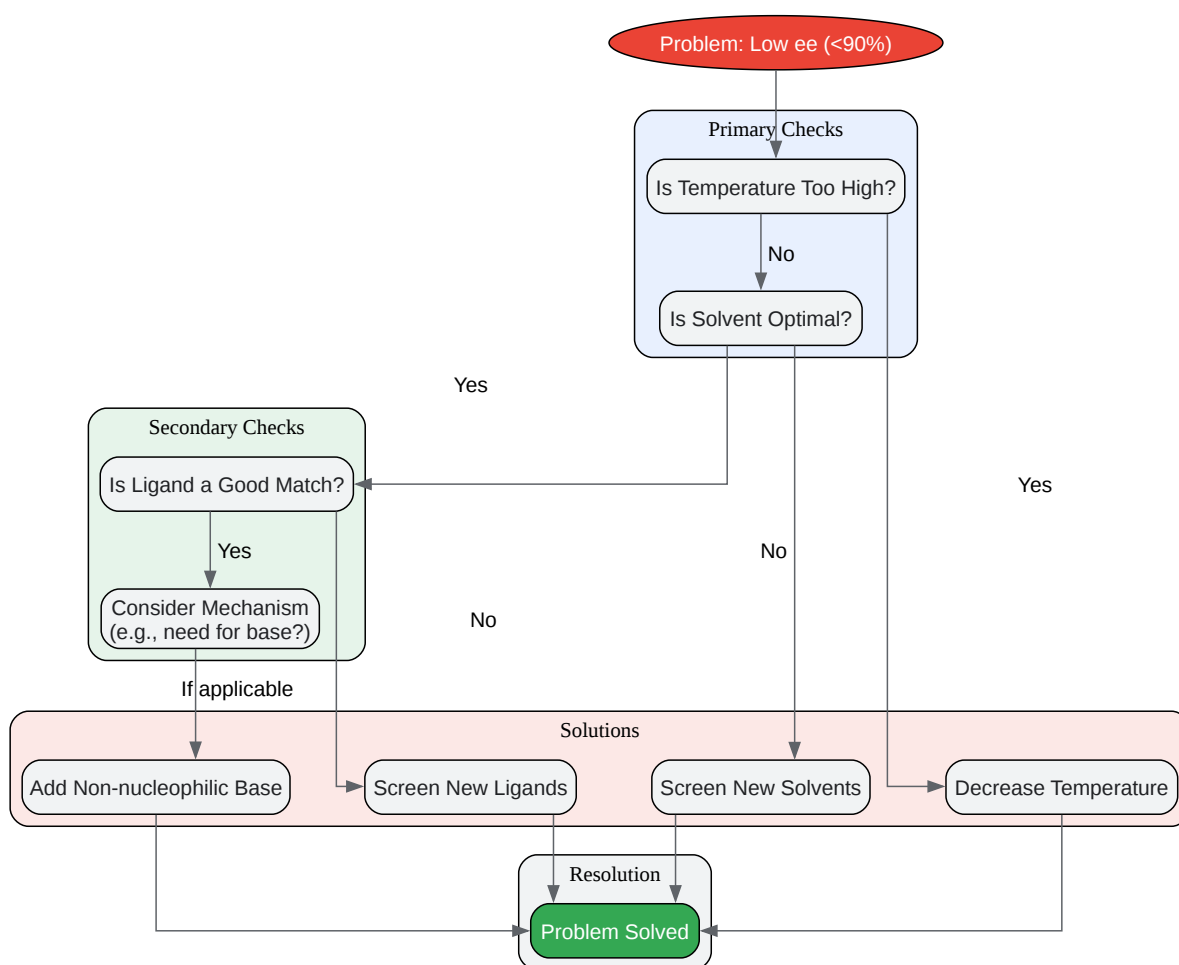 Problem: Low ee (<90%)
Primary Checks
Is Temperature Too High?
No
Is Solvent Optimal?
Yes
Secondary Checks
Is Ligand a Good Match?
Yes
Yes
No
Consider Mechanism
(e.g., need for base?)
No
If applicable
Solutions
Add Non-nucleophilic Base
Screen New Ligands
Screen New Solvents
Decrease Temperature
Resolution
Problem Solved